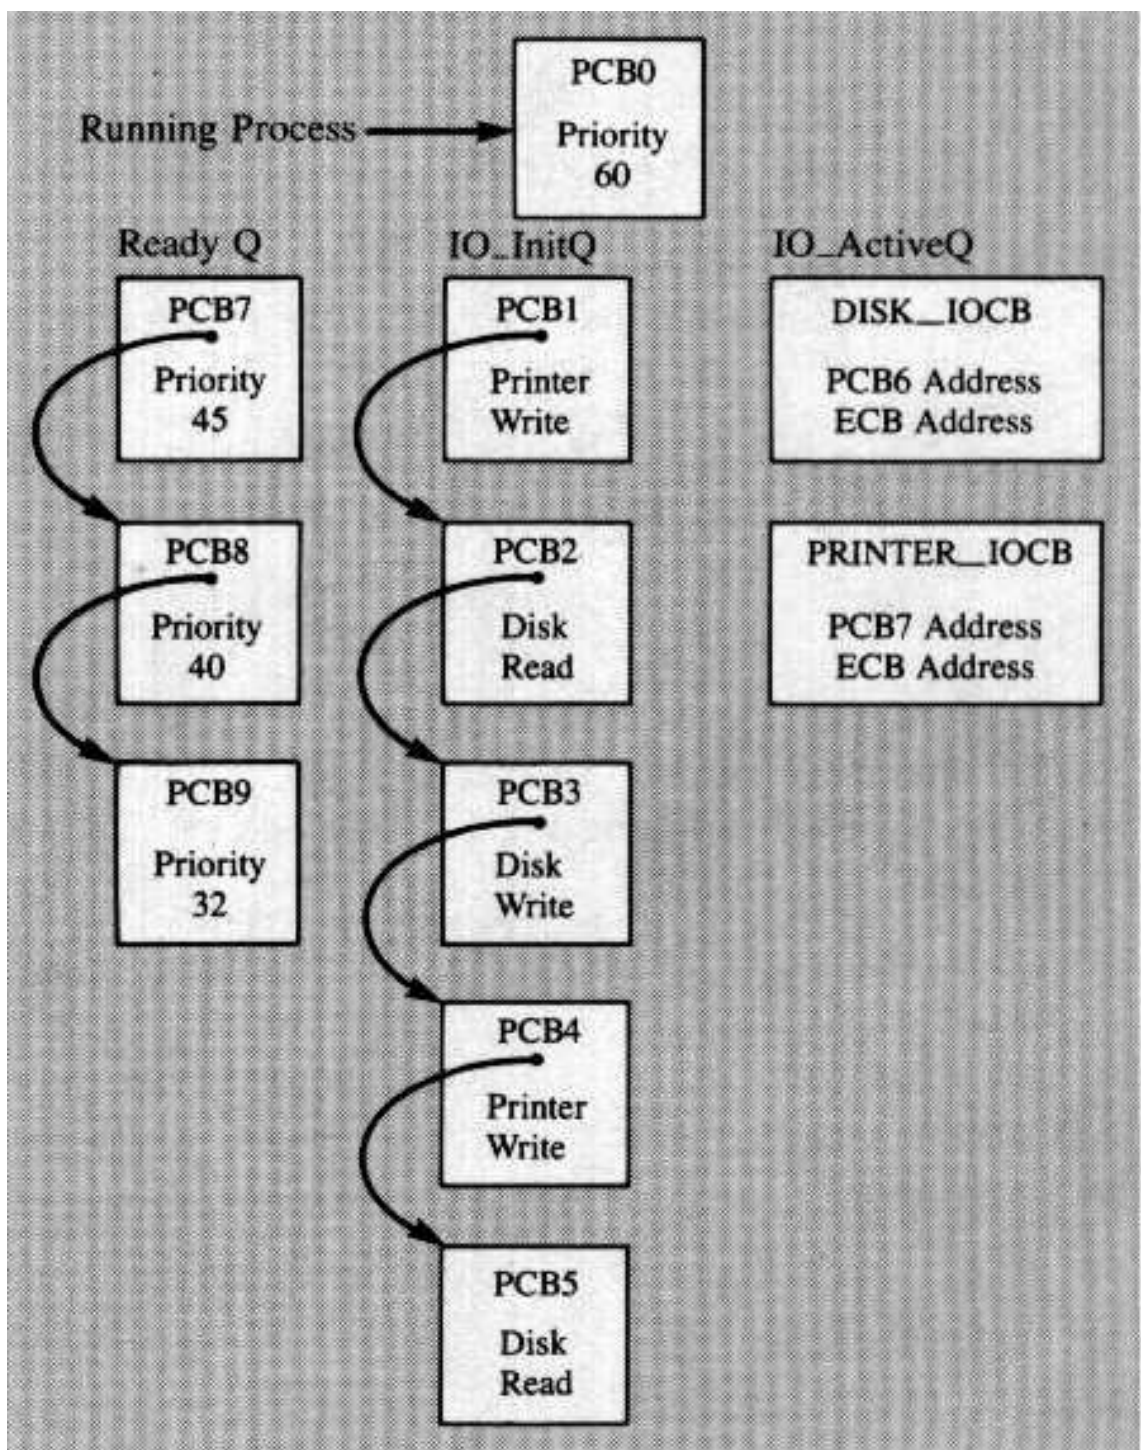 PCB0
Running Process
Priority
60
Ready Q
IO_InitQ
IO_ActiveQ
PCB7
Priority
45
PCB8
Priority
40
PCB9
Priority
32
PCB1
Printer
Write
PCB2
Disk
Read
PCB3
Disk
Write
PCB4
Printer
Write
PCB5
Disk
Read
DISK_IOCB
PCB6 Address
ECB Address
PRINTER_IOCB
PCB7 Address
ECB Address